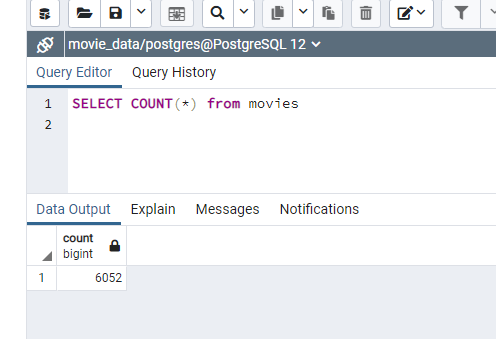 movie_data/postgres@PostgreSQL 12
Query Editor Query History
1 SELECT COUNT(*) from movies
2
Data Output Explain Messages Notifications
count
bigint
1 6052